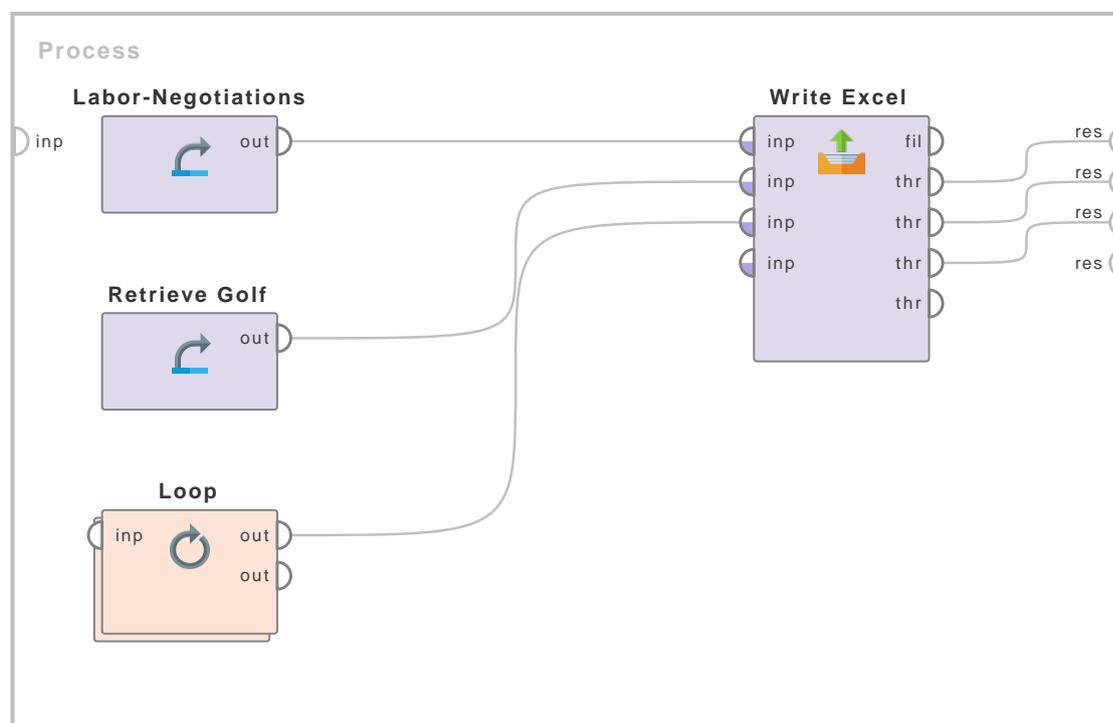 Process
Labor-Negotiations
Write Excel
inp
out
inp
fil
res
inp
thr
res
inp
thr
res
inp
thr
res
thr
Retrieve Golf
out
Loop
inp
out
out